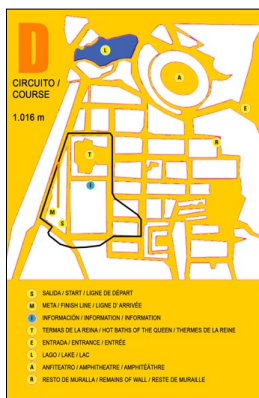 D
CIRCUITO /
COURSE
1.016 m
L
A
E
R
T
i
M
S
S SALIDA / START / LIGNE DE DÉPART
M META / FINISH LINE / LIGNE D´ARRIVÉE
i INFORMACIÓN / INFORMATION / INFORMATION
T TERMAS DE LA REINA / HOT BATHS OF THE QUEEN / THERMES DE LA REINE
E ENTRADA / ENTRANCE / ENTRÉE
L LAGO / LAKE / LAC
A ANFITEATRO / AMPHITHEATRE / AMPHITÉÂTHRE
R RESTO DE MURALLA / REMAINS OF WALL / RESTE DE MURAILLE